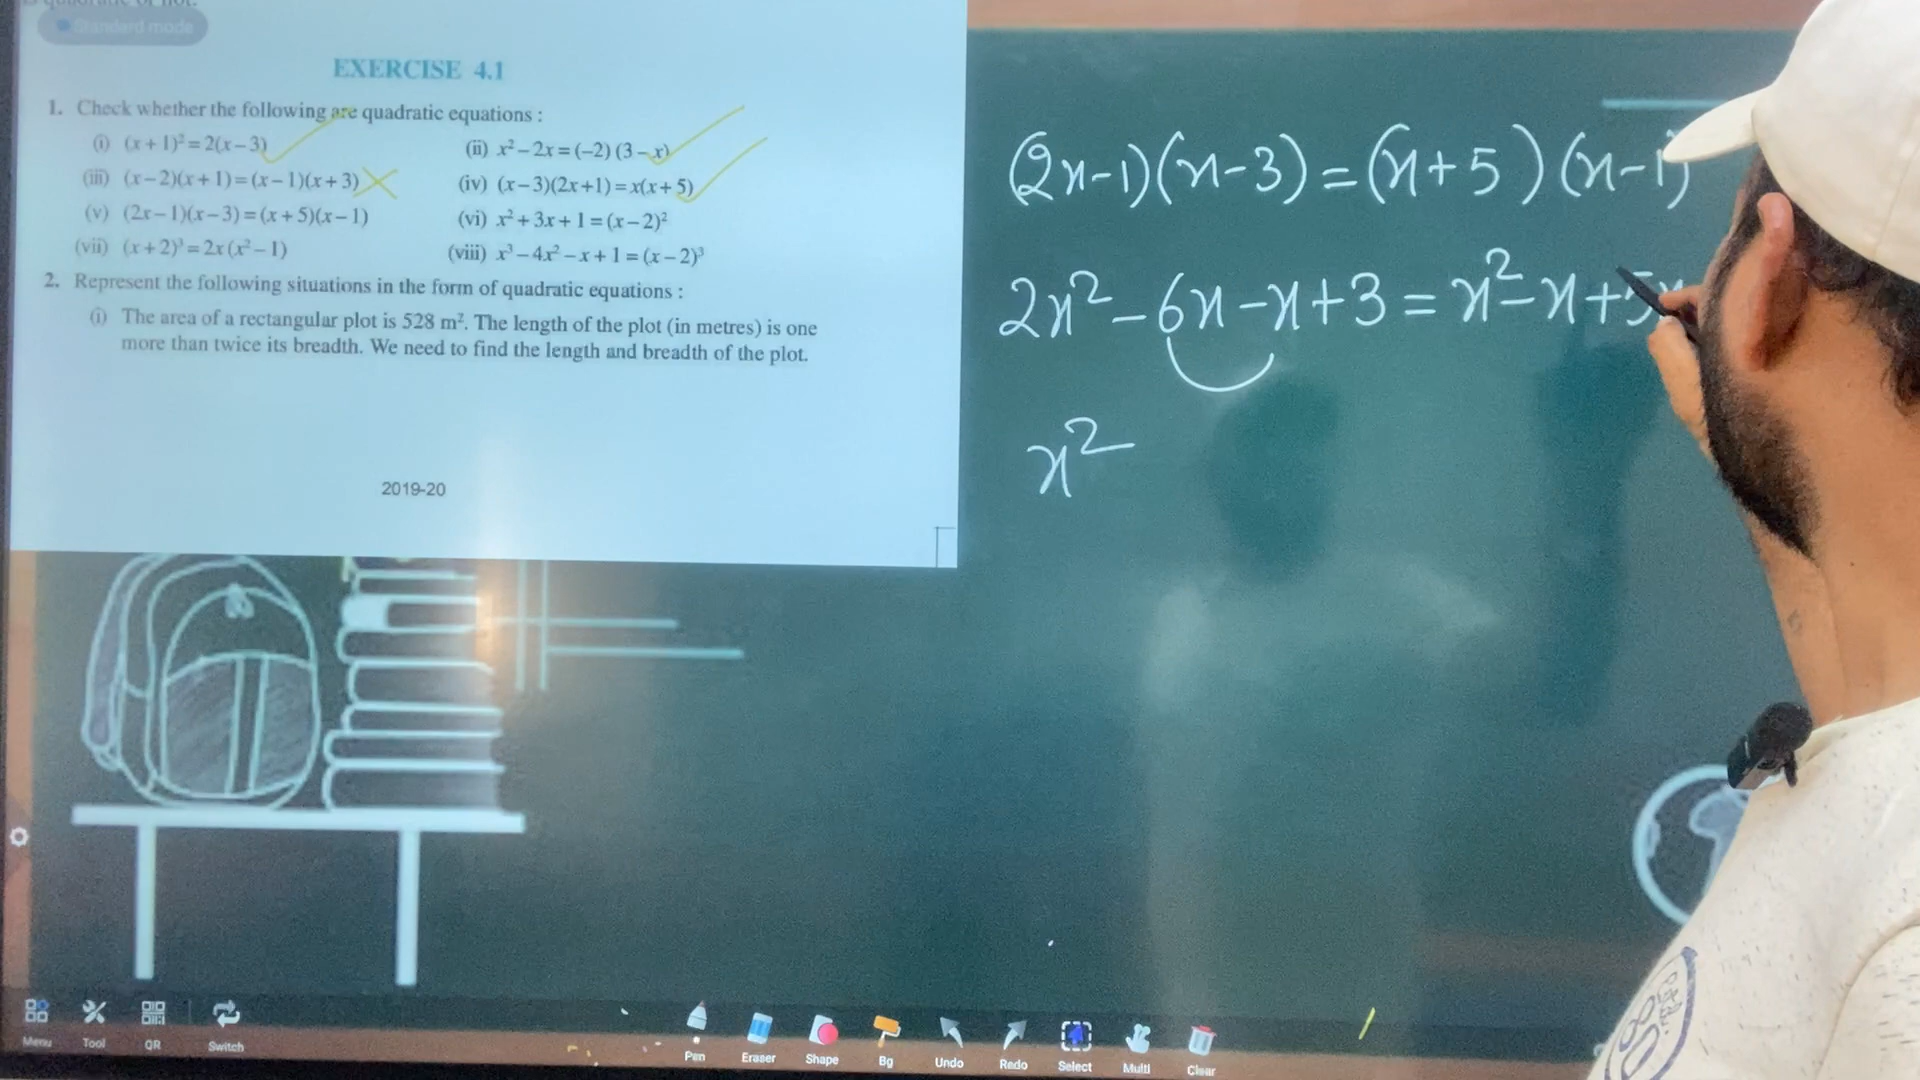 Standard mode
EXERCISE 4.1
1. Check whether the following are quadratic equations :
(i) (x + 1)² = 2(x – 3)
(ii) x² – 2x = (–2) (3 – x)
(iii) (x – 2)(x + 1) = (x – 1)(x + 3)
(iv) (x – 3)(2x + 1) = x(x + 5)
(v) (2x – 1)(x – 3) = (x + 5)(x – 1)
(vi) x² + 3x + 1 = (x – 2)²
(vii) (x + 2)³ = 2x (x² – 1)
(viii) x³ – 4x² – x + 1 = (x – 2)³
2. Represent the following situations in the form of quadratic equations :
(i) The area of a rectangular plot is 528 m². The length of the plot (in metres) is one
more than twice its breadth. We need to find the length and breadth of the plot.
2019-20
(2x-1)(x-3) = (x+5)(x-1)
2x² - 6x - x + 3 = x² - x + 5x
x²
Menu
Tool
QR
Switch
Pen
Eraser
Shape
Bg
Undo
Redo
Select
Multi
Clear